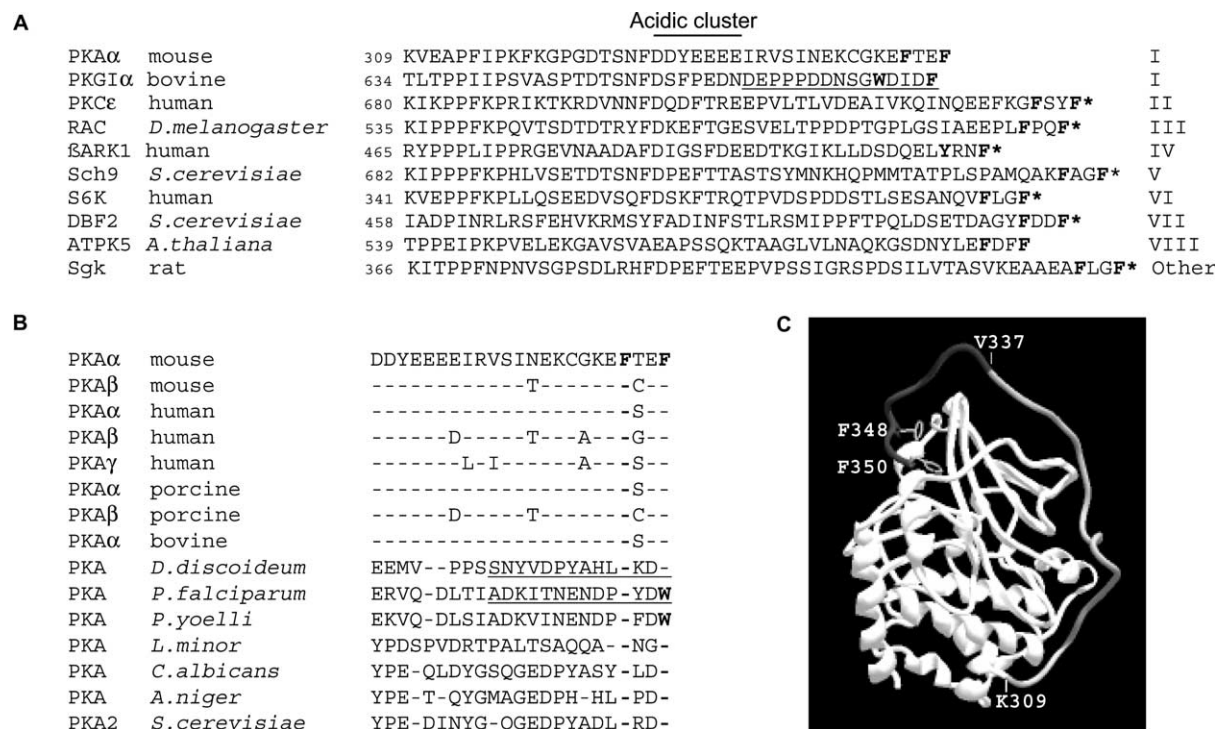 A
Acidic cluster
PKAα mouse 309 KVEAPFIPKFKGPGDTSNFDDYEEEEIRVSINEKCGKEFTEF I
PKGIα bovine 634 TLTPPIIPSVASPTDTSNFDSFPEDNDEPPPDDNSGWDIDF I
PKCε human 680 KIKPPFKPRIKTKRDVNNFDQDFTREEPVLTLVDEAIVKQINQEEFKGFSYF* II
RAC D.melanogaster 535 KIPPPFKPQVTSDTDTRYFDKEFTGESVELTPPDPTGPLGSIAEEPLFPQF* III
ßARK1 human 465 RYPPPLIPPRGEVNAADAFDIGSFDEEDTKGIKLLDSDQELYRNF* IV
Sch9 S.cerevisiae 682 KIPPPFKPHLVSETDTSNFDPEFTTASTSYMNKHQPMMTATPLSPAMQAKFAGF* V
S6K human 341 KVEPPFKPLLQSEEDVSQFDSKFTRQTPVDSPDDSTLSESANQVFLGF* VI
DBF2 S.cerevisiae 458 IADPINRLRSFEHVKRMSYFADINFSTLRSMIPPFTPQLDSETDAGYFDDF* VII
ATPK5 A.thaliana 539 TPPEIPKPVELEKGAVSVAEAPSSQKTAAGLVLNAQKGSDNYLEFDFF VIII
Sgk rat 366 KITPPFNPNVSGPSDLRHFDPEFTEEPVPSSIGRSPDSILVTASVKEAAEAFLGF* Other
B
PKAα mouse DDYEEEEIRVSINEKCGKEFTEF
PKAβ mouse ------------T-------C--
PKAα human --------------------S--
PKAβ human ------D-----T---A---G--
PKAγ human -------L-I------A---S--
PKAα porcine --------------------S--
PKAβ porcine ------D-----T-------C--
PKAα bovine --------------------S--
PKA D.discoideum EEMV--PPSSNYVDPYAHL-KD-
PKA P.falciparum ERVQ-DLTIADKITNENDP-YDW
PKA P.yoelli EKVQ-DLSIADKVINENDP-FDW
PKA L.minor YPDSPVDRTPALTSAQQA--NG-
PKA C.albicans YPE-QLDYGSQGEDPYASY-LD-
PKA A.niger YPE-T-QYGMAGEDPH-HL-PD-
PKA2 S.cerevisiae YPE-DINYG-QGEDPYADL-RD-
C
V337
F348
F350
K309